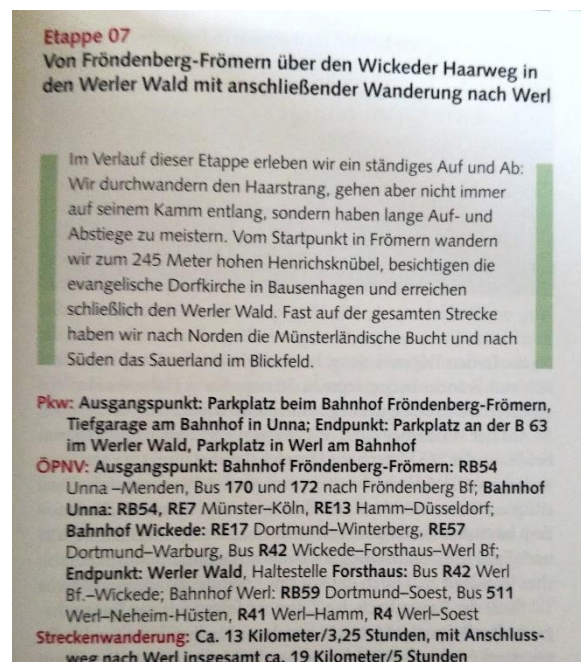 Etappe 07
Von Fröndenberg-Frömern über den Wickeder Haarweg in
den Werler Wald mit anschließender Wanderung nach Werl
Im Verlauf dieser Etappe erleben wir ein ständiges Auf und Ab:
Wir durchwandern den Haarstrang, gehen aber nicht immer
auf seinem Kamm entlang, sondern haben lange Auf- und
Abstiege zu meistern. Vom Startpunkt in Frömern wandern
wir zum 245 Meter hohen Henrichsknübel, besichtigen die
evangelische Dorfkirche in Bausenhagen und erreichen
schließlich den Werler Wald. Fast auf der gesamten Strecke
haben wir nach Norden die Münsterländische Bucht und nach
Süden das Sauerland im Blickfeld.
Pkw: Ausgangspunkt: Parkplatz beim Bahnhof Fröndenberg-Frömern,
Tiefgarage am Bahnhof in Unna; Endpunkt: Parkplatz an der B 63
im Werler Wald, Parkplatz in Werl am Bahnhof
ÖPNV: Ausgangspunkt: Bahnhof Fröndenberg-Frömern: RB54
Unna –Menden, Bus 170 und 172 nach Fröndenberg Bf; Bahnhof
Unna: RB54, RE7 Münster–Köln, RE13 Hamm–Düsseldorf;
Bahnhof Wickede: RE17 Dortmund–Winterberg, RE57
Dortmund–Warburg, Bus R42 Wickede–Forsthaus–Werl Bf;
Endpunkt: Werler Wald, Haltestelle Forsthaus: Bus R42 Werl
Bf.–Wickede; Bahnhof Werl: RB59 Dortmund–Soest, Bus 511
Werl–Neheim-Hüsten, R41 Werl–Hamm, R4 Werl–Soest
Streckenwanderung: Ca. 13 Kilometer/3,25 Stunden, mit Anschluss-
weg nach Werl insgesamt ca. 19 Kilometer/5 Stunden